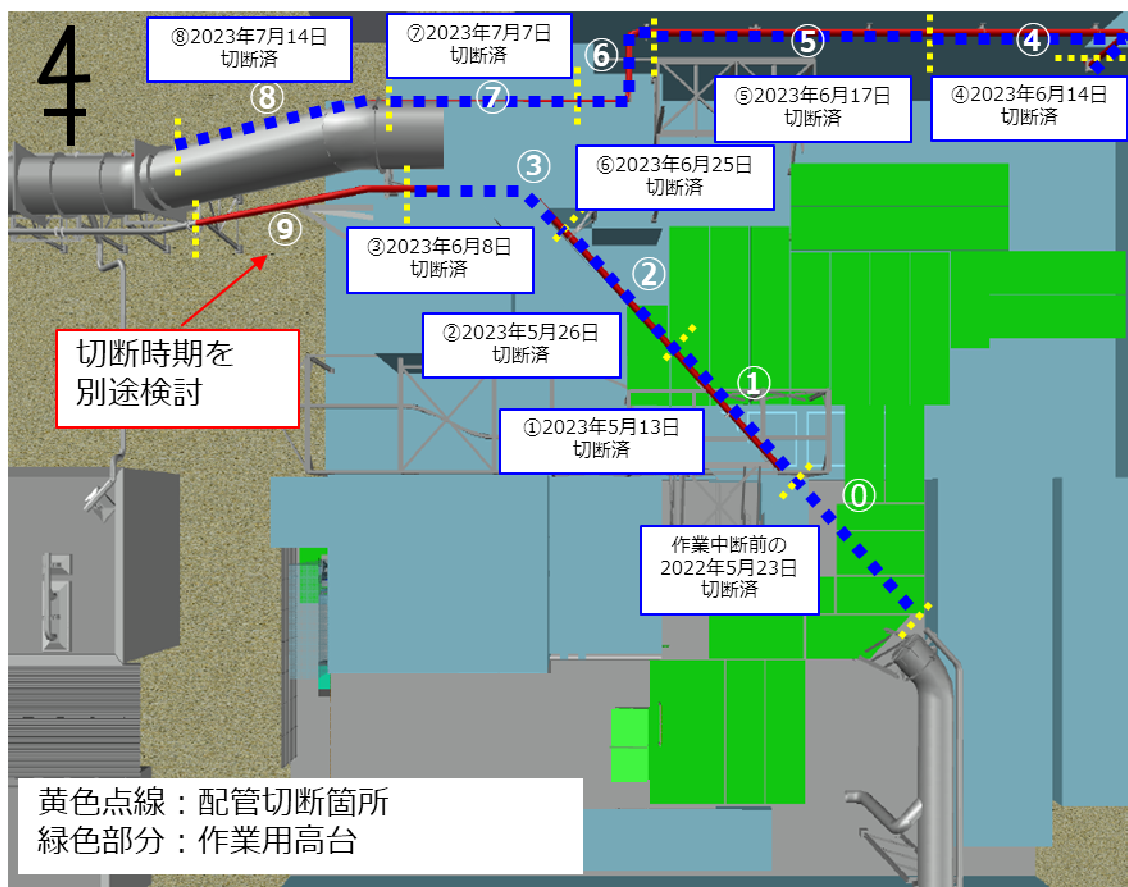 ⑧2023年7月14日
切断済
⑦2023年7月7日
切断済
⑥
⑤
④
⑧
⑦
⑤2023年6月17日
切断済
④2023年6月14日
切断済
③
⑥2023年6月25日
切断済
⑨
③2023年6月8日
切断済
②
切断時期を
別途検討
②2023年5月26日
切断済
①
①2023年5月13日
切断済
⓪
作業中断前の
2022年5月23日
切断済
黄色点線：配管切断箇所
緑色部分：作業用高台